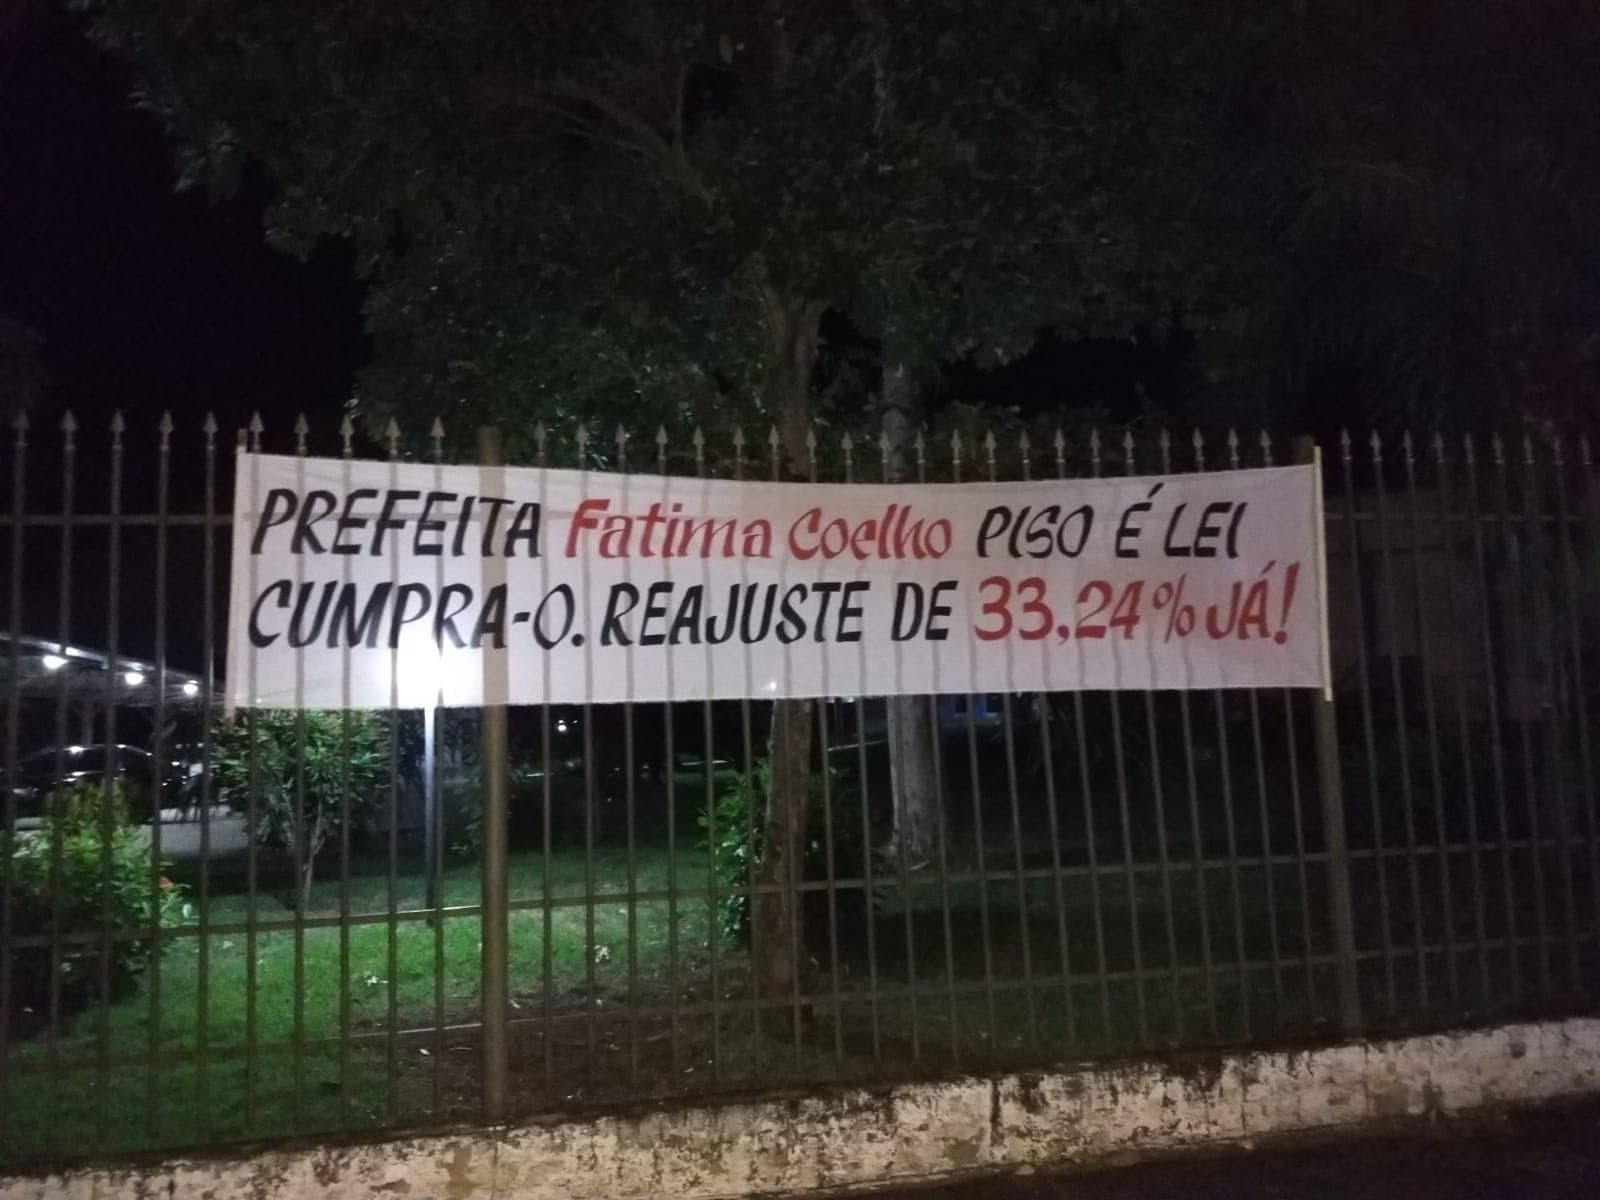 PREFEITA Fatima Coelho PISO É LEI
CUMPRA-O. REAJUSTE DE 33,24% JÁ!